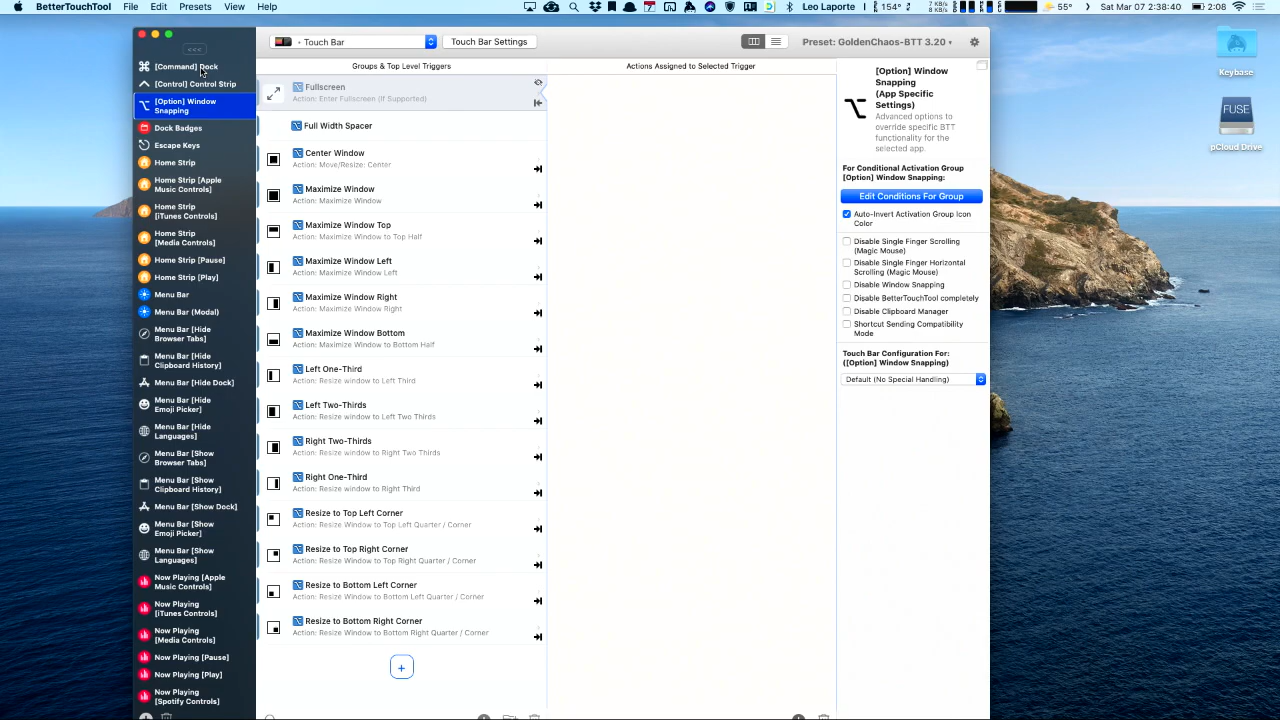 BetterTouchTool File Edit Presets View Help
Leo Laporte 154° 7 KB/s 4 KB/s 55° Sat Mar 07 2:38:40 2:08
<<<
[Command] Dock
[Control] Control Strip
[Option] Window
Snapping
Dock Badges
Escape Keys
Home Strip
Home Strip [Apple
Music Controls]
Home Strip
[iTunes Controls]
Home Strip
[Media Controls]
Home Strip [Pause]
Home Strip [Play]
Menu Bar
Menu Bar (Modal)
Menu Bar [Hide
Browser Tabs]
Menu Bar [Hide
Clipboard History]
Menu Bar [Hide Dock]
Menu Bar [Hide
Emoji Picker]
Menu Bar [Hide
Languages]
Menu Bar [Show
Browser Tabs]
Menu Bar [Show
Clipboard History]
Menu Bar [Show Dock]
Menu Bar [Show
Emoji Picker]
Menu Bar [Show
Languages]
Now Playing [Apple
Music Controls]
Now Playing
[iTunes Controls]
Now Playing
[Media Controls]
Now Playing [Pause]
Now Playing [Play]
Now Playing
[Spotify Controls]
• Touch Bar
Touch Bar Settings
Preset: GoldenChaos-BTT 3.20
Groups & Top Level Triggers
Actions Assigned to Selected Trigger
Fullscreen
Action: Enter Fullscreen (If Supported)
Full Width Spacer
Center Window
Action: Move/Resize: Center
Maximize Window
Action: Maximize Window
Maximize Window Top
Action: Maximize Window to Top Half
Maximize Window Left
Action: Maximize Window Left
Maximize Window Right
Action: Maximize Window Right
Maximize Window Bottom
Action: Maximize Window to Bottom Half
Left One-Third
Action: Resize window to Left Third
Left Two-Thirds
Action: Resize window to Left Two Thirds
Right Two-Thirds
Action: Resize window to Right Two Thirds
Right One-Third
Action: Resize window to Right Third
Resize to Top Left Corner
Action: Resize Window to Top Left Quarter / Corner
Resize to Top Right Corner
Action: Resize Window to Top Right Quarter / Corner
Resize to Bottom Left Corner
Action: Resize Window to Bottom Left Quarter / Corner
Resize to Bottom Right Corner
Action: Resize Window to Bottom Right Quarter / Corner
+
[Option] Window
Snapping
(App Specific
Settings)
Advanced options to
override specific BTT
functionality for the
selected app.
For Conditional Activation Group
[Option] Window Snapping:
Edit Conditions For Group
Auto-Invert Activation Group Icon
Color
Disable Single Finger Scrolling
(Magic Mouse)
Disable Single Finger Horizontal
Scrolling (Magic Mouse)
Disable Window Snapping
Disable BetterTouchTool completely
Disable Clipboard Manager
Shortcut Sending Compatibility
Mode
Touch Bar Configuration For:
([Option] Window Snapping)
Default (No Special Handling)
Keybase
FUSE
pCloud Drive